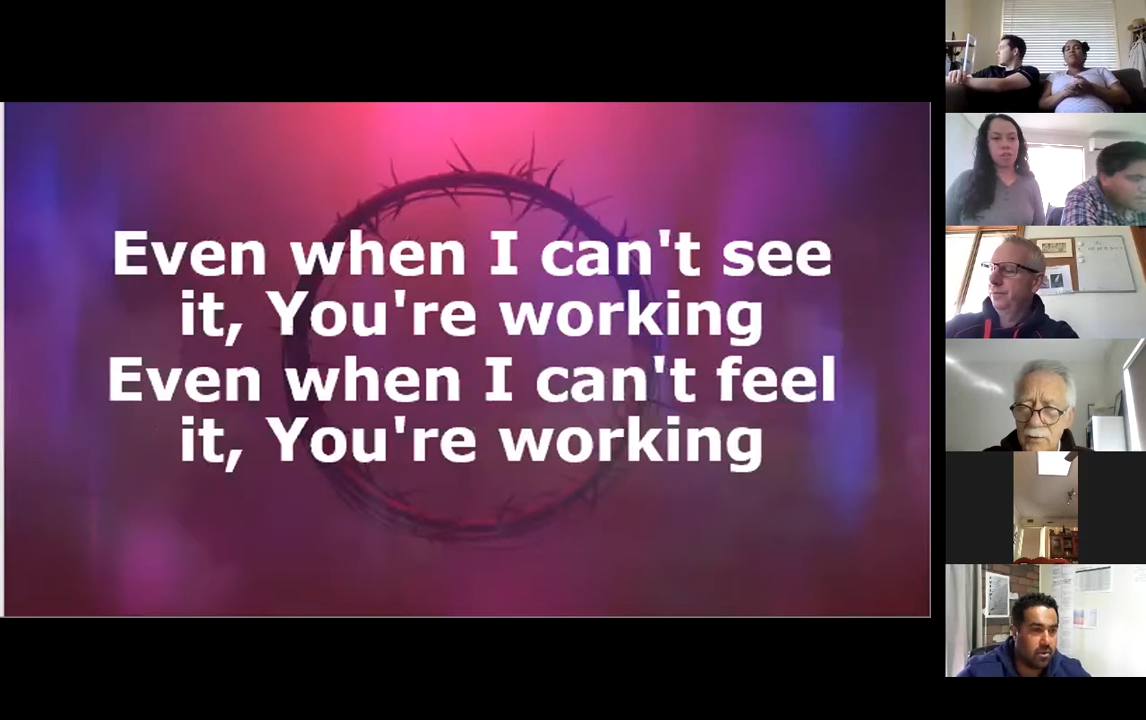 Even when I can't see
it, You're working
Even when I can't feel
it, You're working